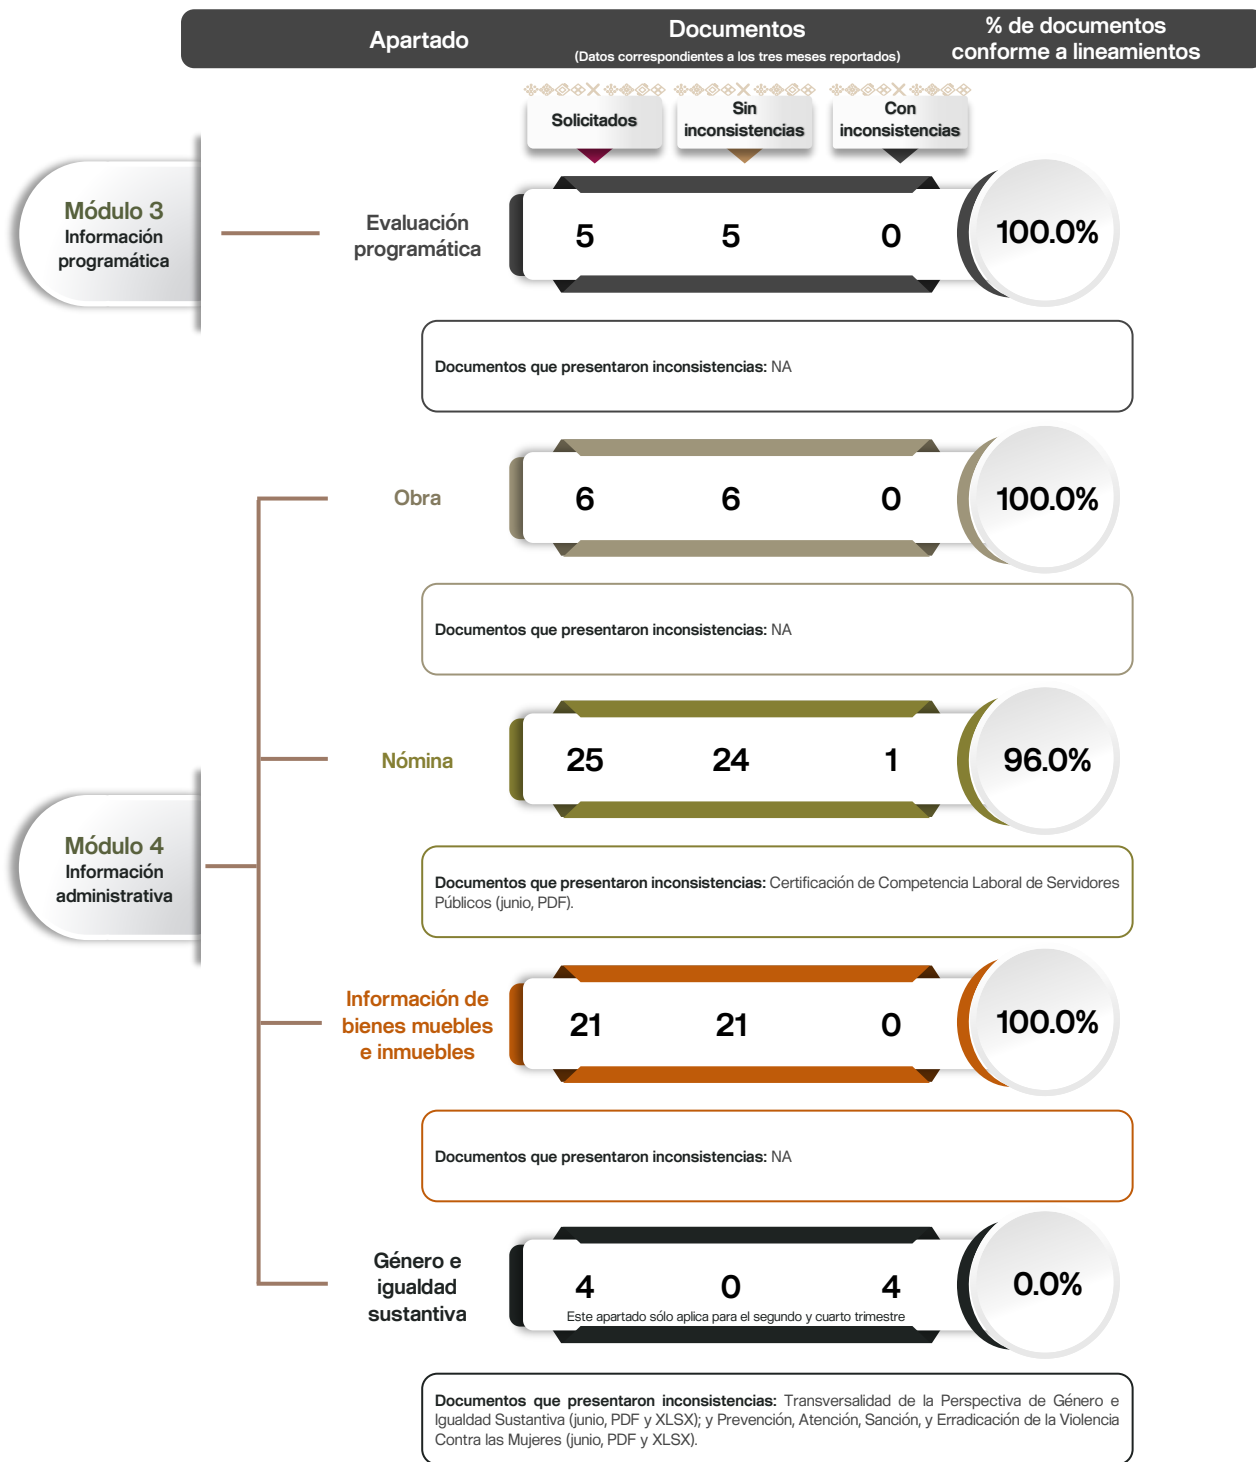 Apartado
Documentos
(Datos correspondientes a los tres meses reportados)
% de documentos
conforme a lineamientos
Solicitados
Sin
inconsistencias
Con
inconsistencias
Módulo 3
Información
programática
Evaluación
programática
5 5 0 100.0%
Documentos que presentaron inconsistencias: NA
Obra
6 6 0 100.0%
Documentos que presentaron inconsistencias: NA
Módulo 4
Información
administrativa
Nómina
25 24 1 96.0%
Documentos que presentaron inconsistencias: Certificación de Competencia Laboral de Servidores
Públicos (junio, PDF).
Información de
bienes muebles
e inmuebles
21 21 0 100.0%
Documentos que presentaron inconsistencias: NA
Género e
igualdad
sustantiva
4 0 4 0.0%
Este apartado sólo aplica para el segundo y cuarto trimestre
Documentos que presentaron inconsistencias: Transversalidad de la Perspectiva de Género e
Igualdad Sustantiva (junio, PDF y XLSX); y Prevención, Atención, Sanción, y Erradicación de la Violencia
Contra las Mujeres (junio, PDF y XLSX).